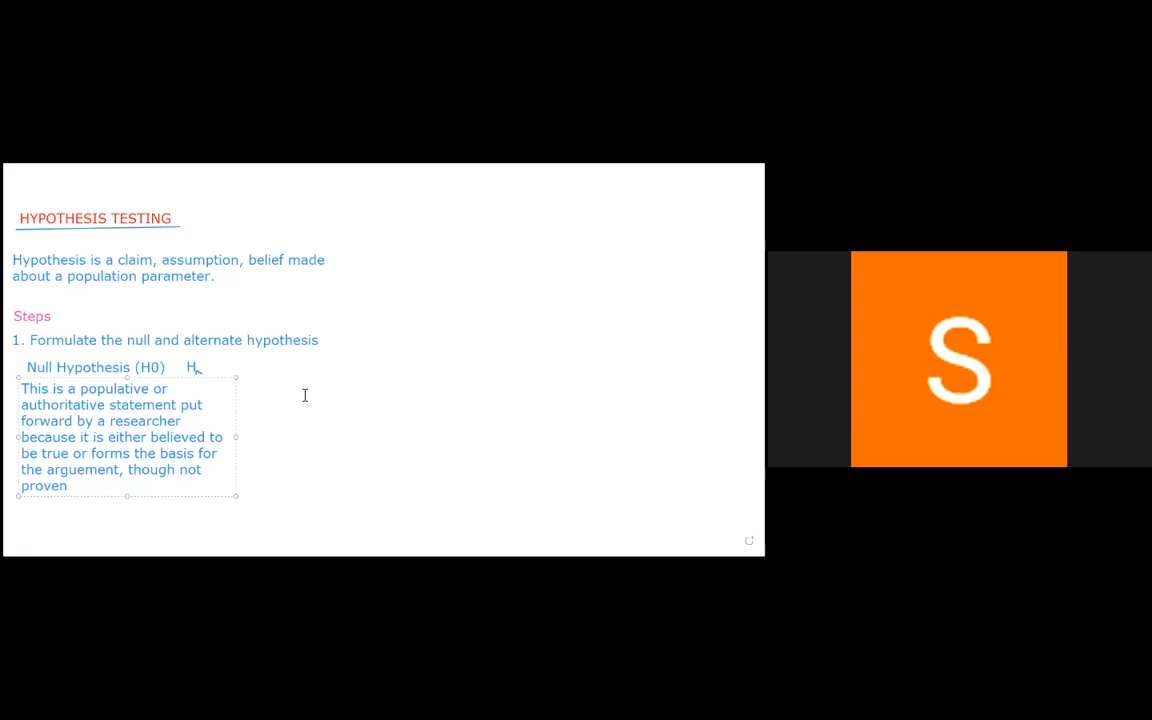 HYPOTHESIS TESTING
Hypothesis is a claim, assumption, belief made
about a population parameter.
Steps
1. Formulate the null and alternate hypothesis
Null Hypothesis (H0) H
This is a populative or
authoritative statement put
forward by a researcher
because it is either believed to
be true or forms the basis for
the arguement, though not
proven
S